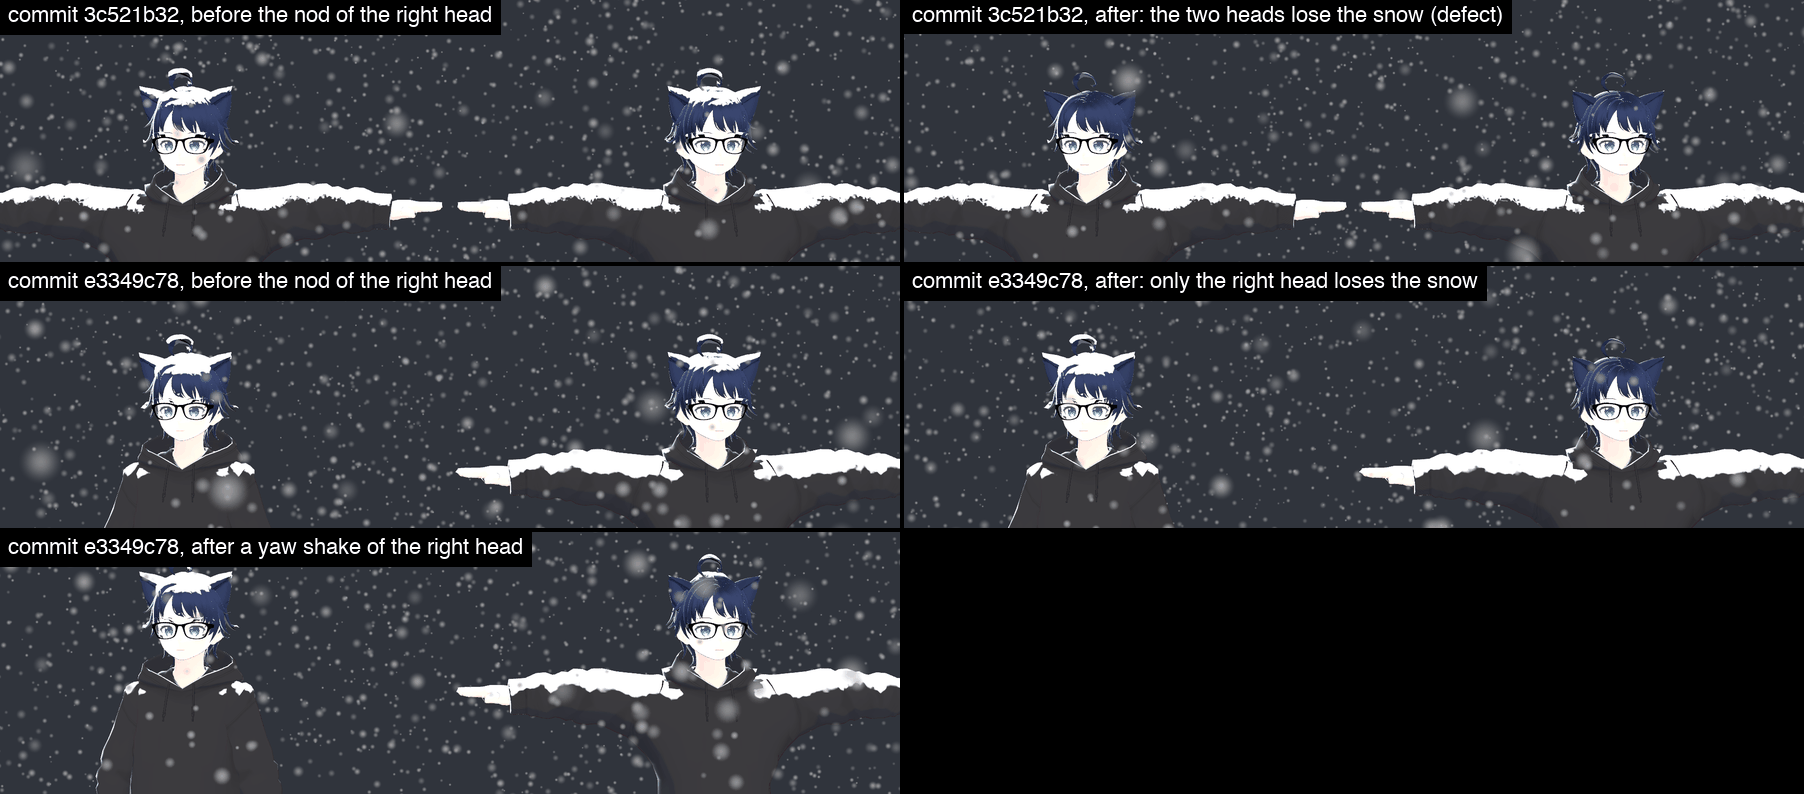 commit 3c521b32, before the nod of the right head
commit 3c521b32, after: the two heads lose the snow (defect)
commit e3349c78, before the nod of the right head
commit e3349c78, after: only the right head loses the snow
commit e3349c78, after a yaw shake of the right head